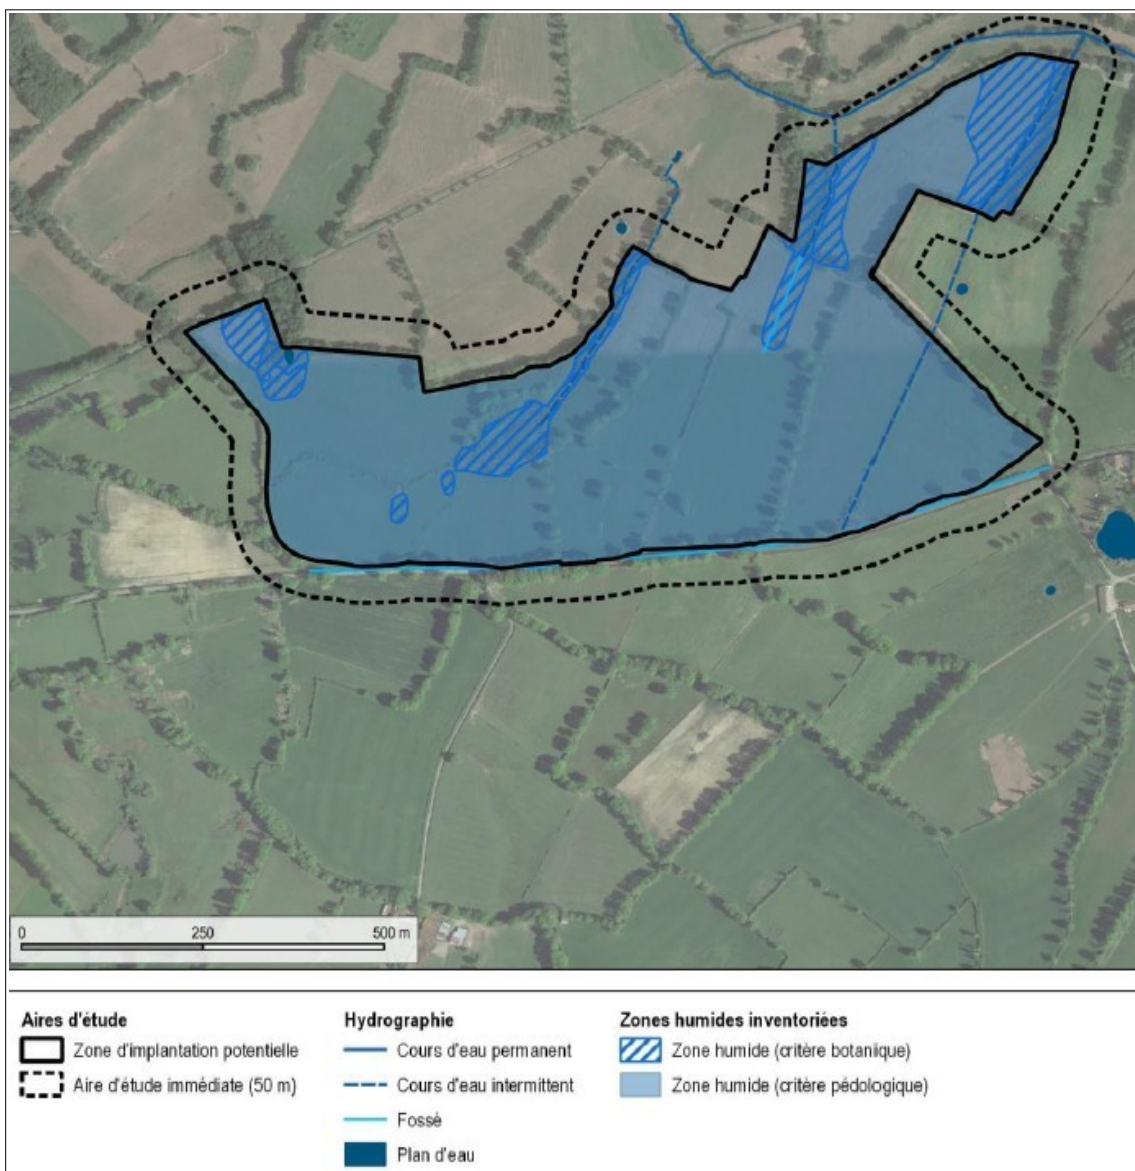 0 250 500 m
Aires d'étude
Zone d'implantation potentielle
Aire d'étude immédiate (50 m)
Hydrographie
Cours d'eau permanent
Cours d'eau intermittent
Fossé
Plan d'eau
Zones humides inventoriées
Zone humide (critère botanique)
Zone humide (critère pédologique)